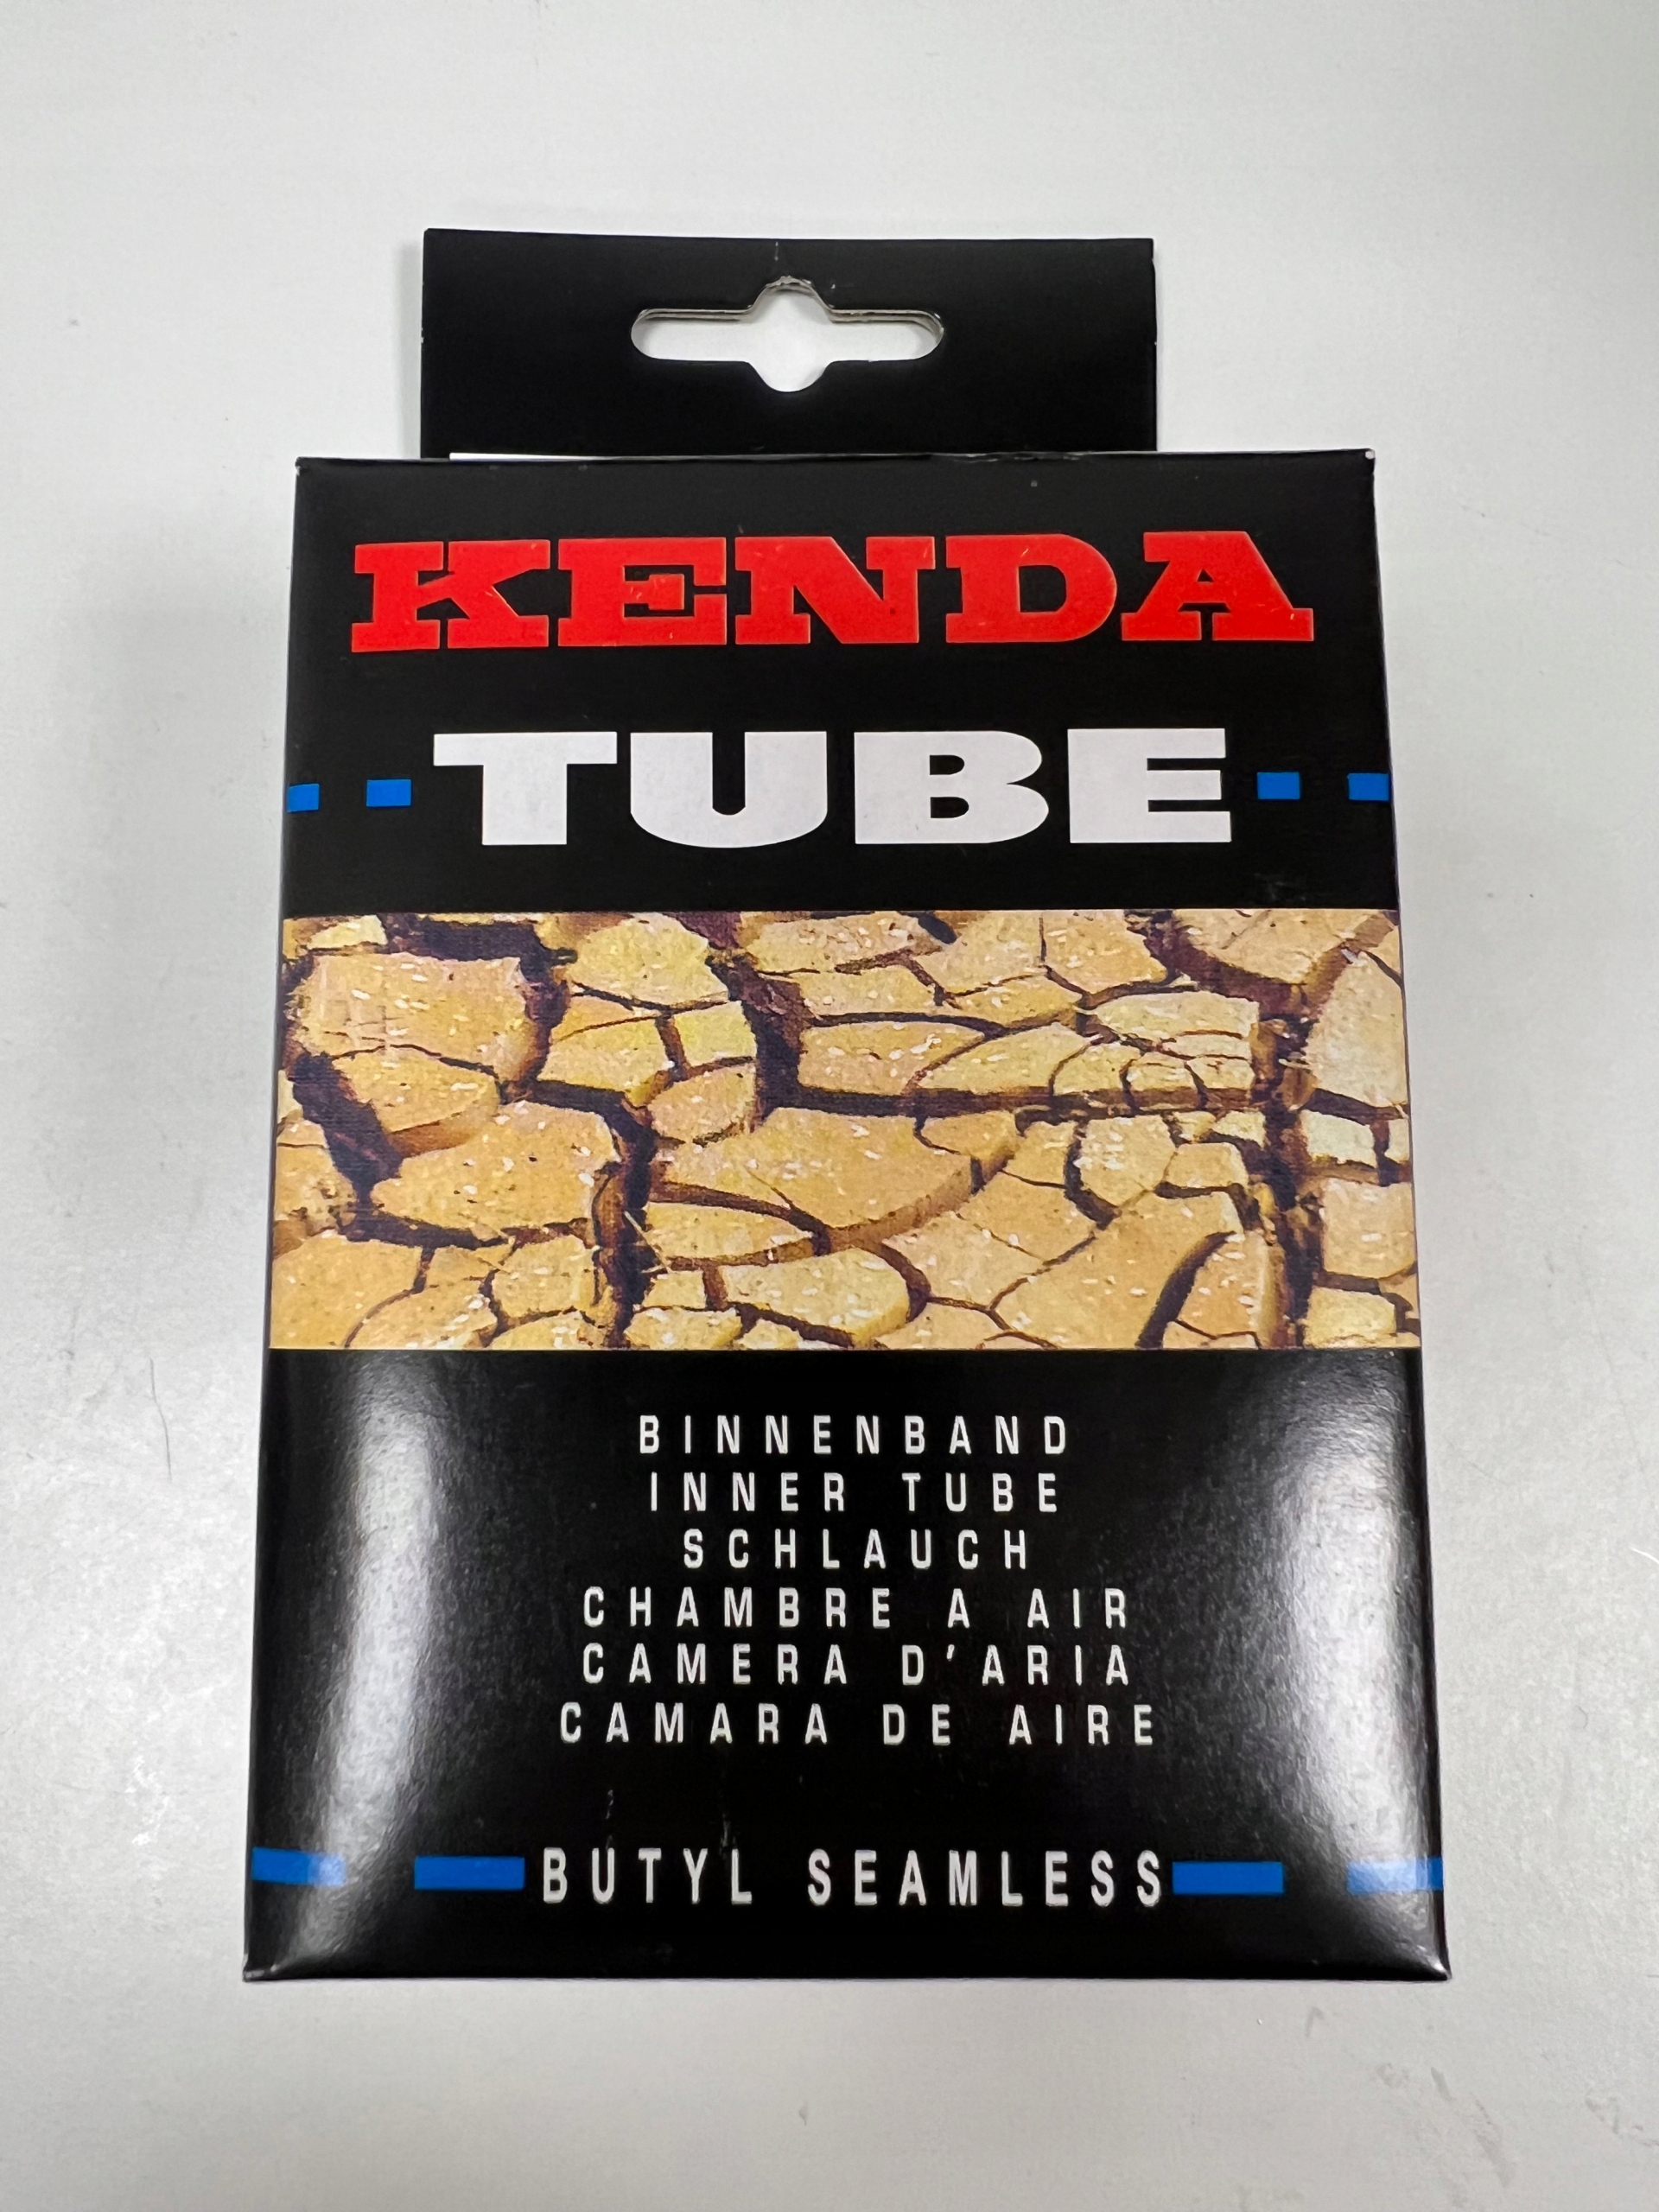 KENDA
TUBE
BINNENBAND
INNER TUBE
SCHLAUCH
CHAMBRE A AIR
CAMERA D'ARIA
CAMARA DE AIRE
BUTYL SEAMLESS